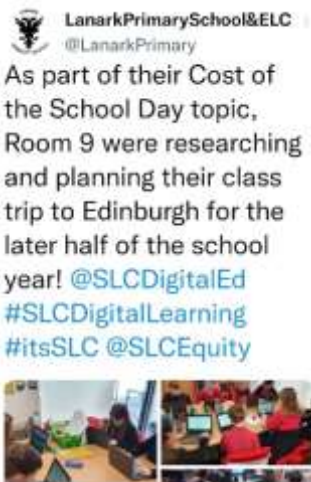 LanarkPrimarySchool&ELC
@LanarkPrimary
As part of their Cost of
the School Day topic,
Room 9 were researching
and planning their class
trip to Edinburgh for the
later half of the school
year! @SLCDigitalEd
#SLCDigitalLearning
#itsSLC @SLCEquity